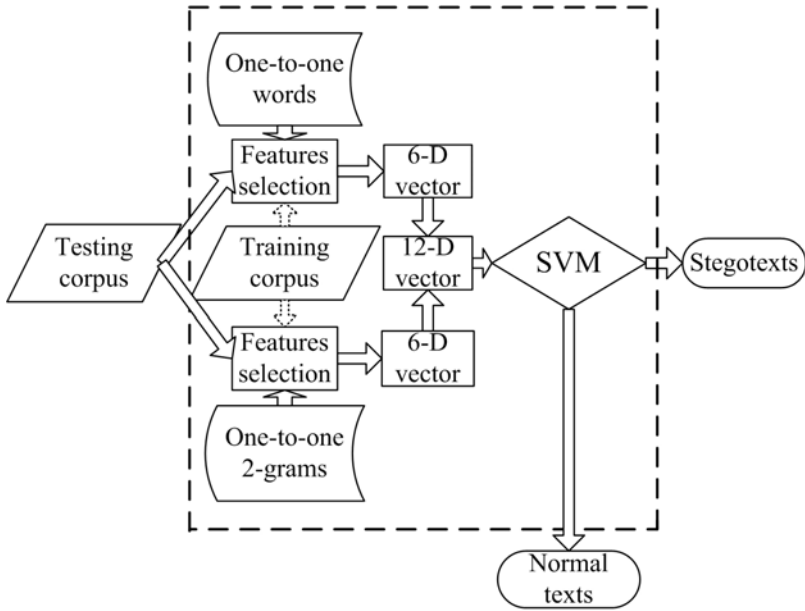 One-to-one
words
Features
selection
6-D
vector
Testing
corpus
Training
corpus
12-D
vector
SVM
Stegotexts
Features
selection
6-D
vector
One-to-one
2-grams
Normal
texts